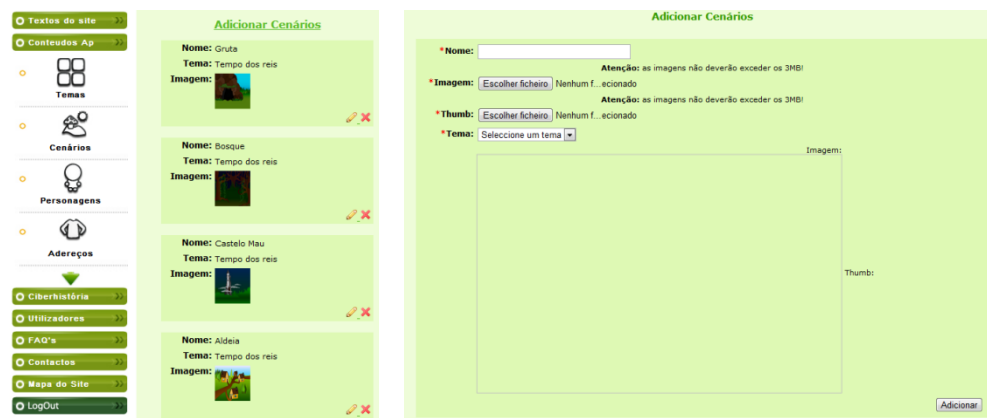 Textos do site
Conteudos Ap
Temas
Cenários
Personagens
Adereços
Ciberhistória
Utilizadores
FAQ's
Contactos
Mapa do Site
LogOut
Adicionar Cenários
Nome: Gruta
Tema: Tempo dos reis
Imagem:
Nome: Bosque
Tema: Tempo dos reis
Imagem:
Nome: Castelo Mau
Tema: Tempo dos reis
Imagem:
Nome: Aldeia
Tema: Tempo dos reis
Imagem:
Adicionar Cenários
*Nome:
Atenção: as imagens não deverão exceder os 3MB!
*Imagem: Escolher ficheiro Nenhum f...ecionado
Atenção: as imagens não deverão exceder os 3MB!
*Thumb: Escolher ficheiro Nenhum f...ecionado
*Tema: Seleccione um tema
Imagem:
Thumb:
Adicionar